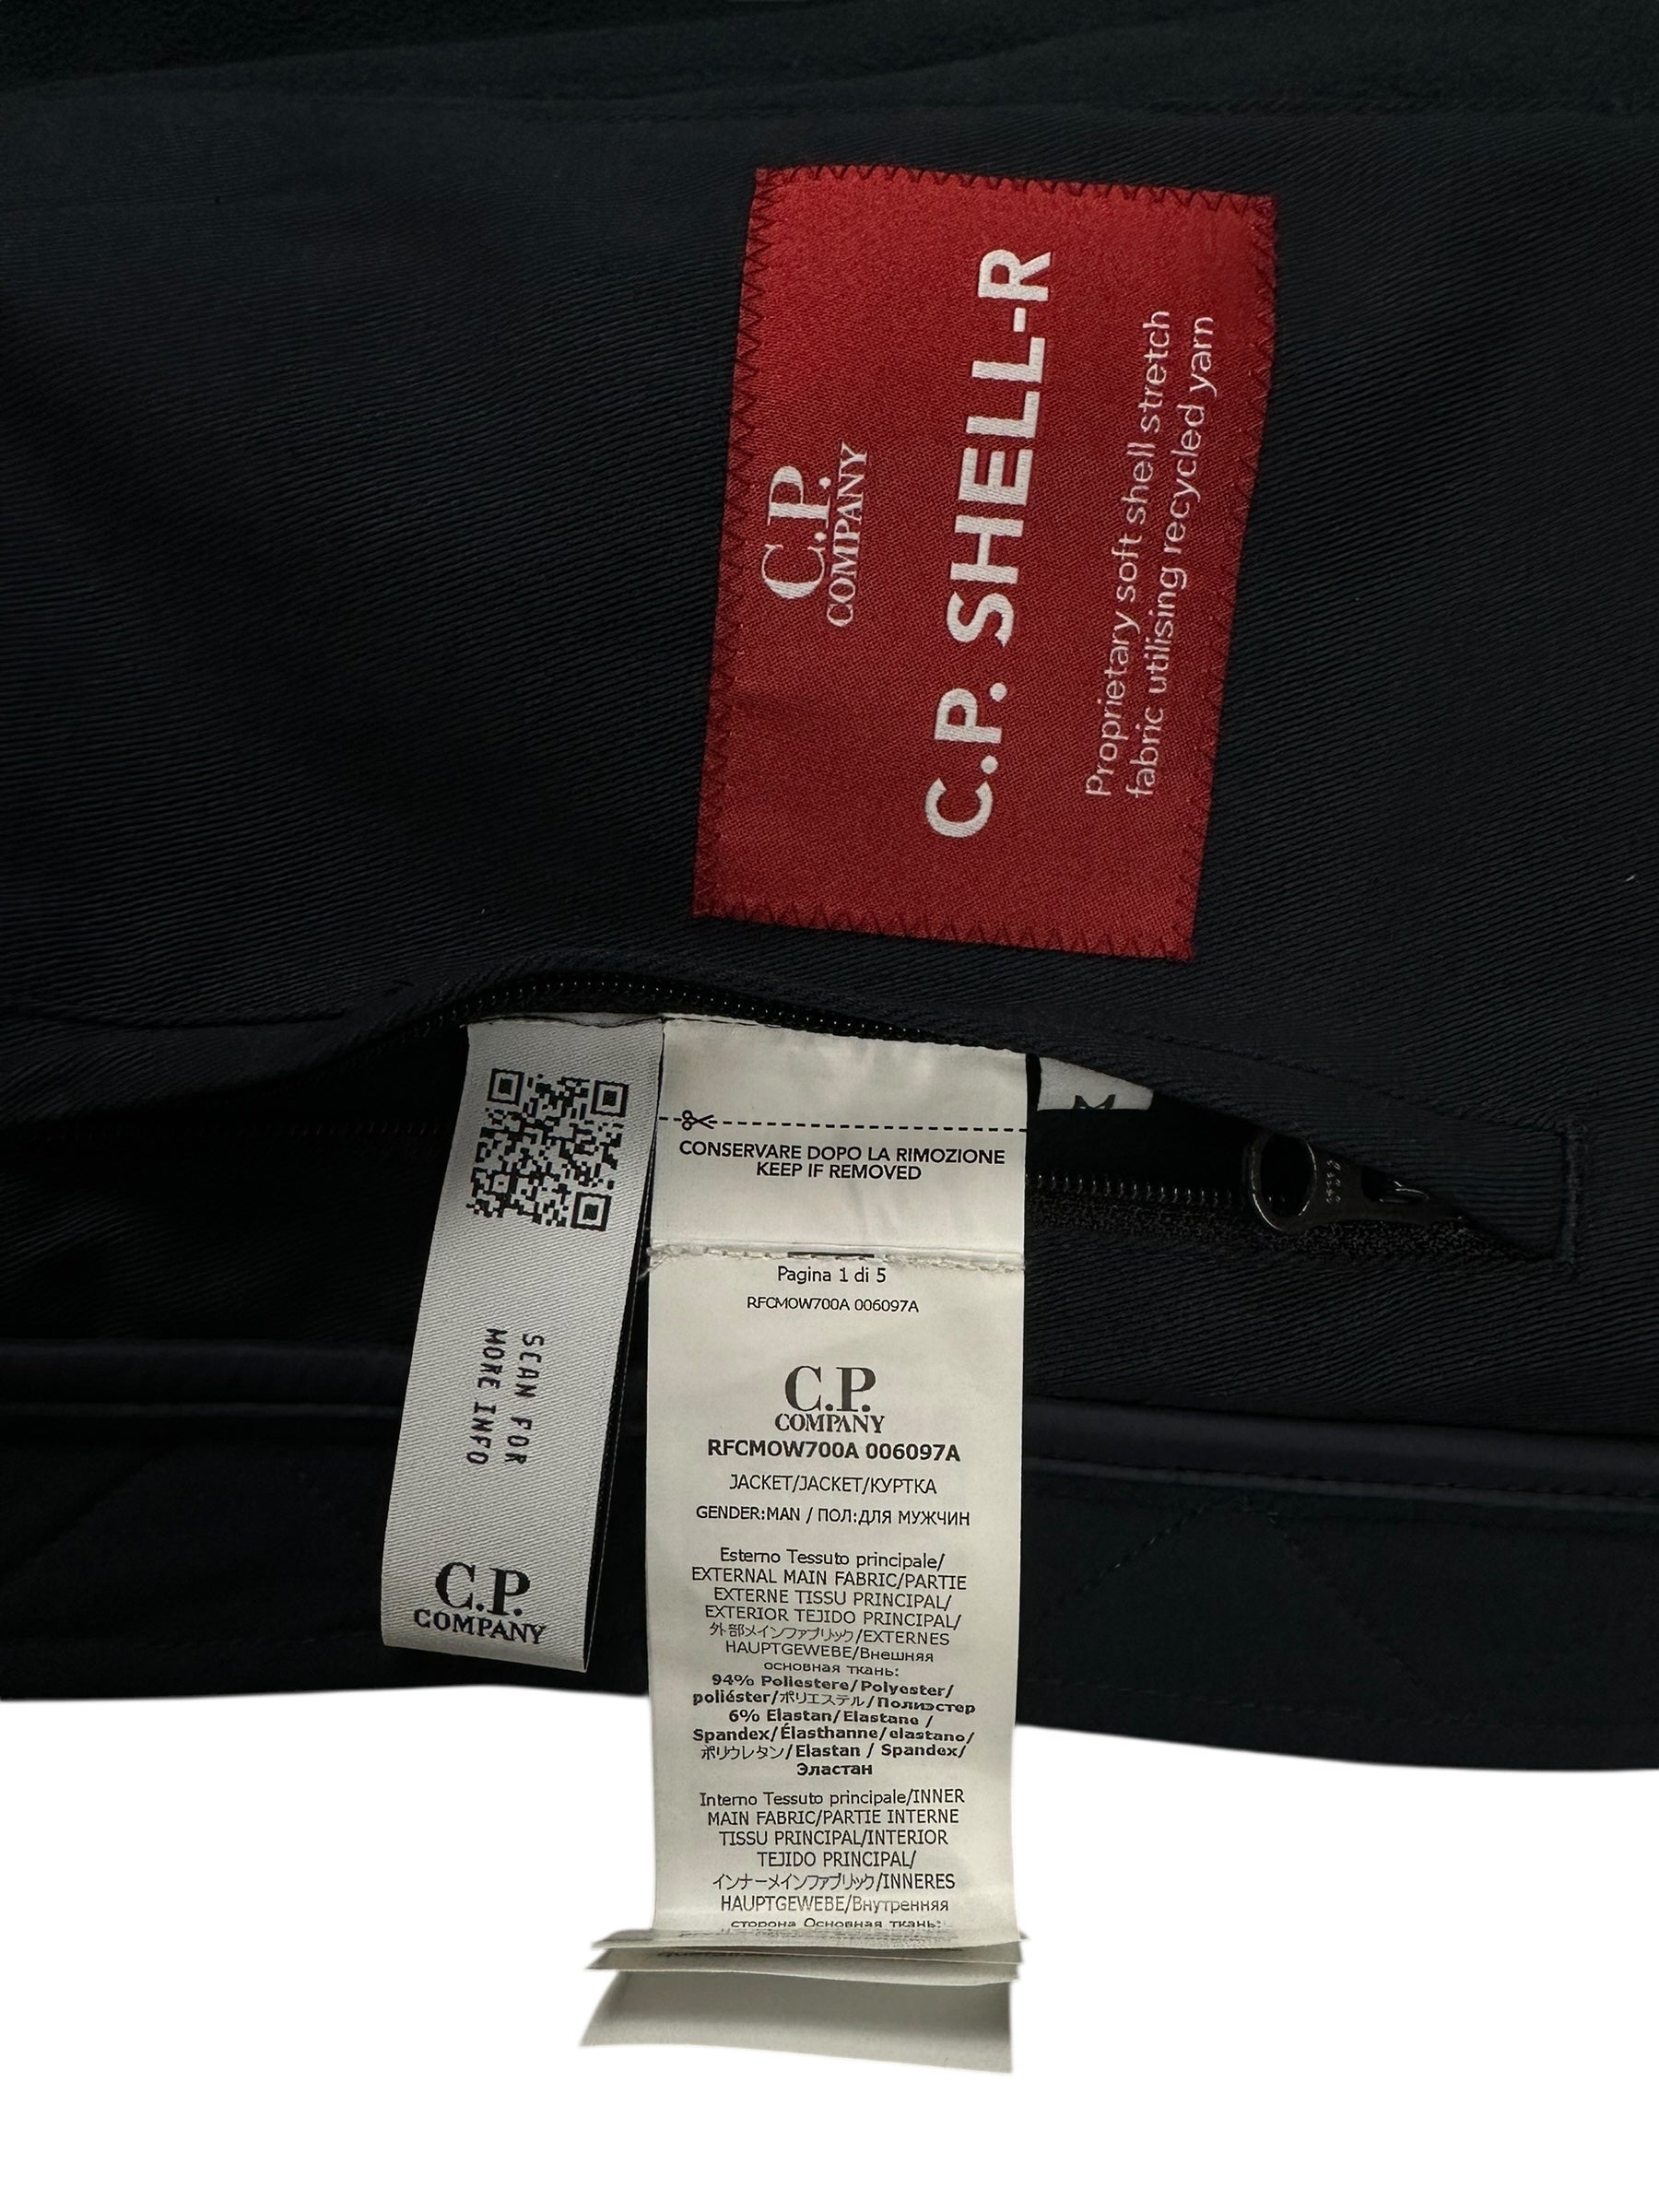 C.P.
COMPANY
C.P. SHELL-R
Proprietary soft shell stretch
fabric utilising recycled yarn
SCAN FOR
MORE INFO
C.P.
COMPANY
CONSERVARE DOPO LA RIMOZIONE
KEEP IF REMOVED
Pagina 1 di 5
RFCMOW700A 006097A
C.P.
COMPANY
RFCMOW700A 006097A
JACKET/JACKET/КУРТКА
GENDER:MAN / ПОЛ:ДЛЯ МУЖЧИН
Esterno Tessuto principale/
EXTERNAL MAIN FABRIC/PARTIE
EXTERNE TISSU PRINCIPAL/
EXTERIOR TEJIDO PRINCIPAL/
外部メインファブリック/EXTERNES
HAUPTGEWEBE/Внешняя
основная ткань:
94% Poliestere/Polyester/
poliéster/ポリエステル/Полиэстер
6% Elastan/Elastane /
Spandex/Élasthanne/elastano/
ポリウレタン/Elastan / Spandex/
Эластан
Interno Tessuto principale/INNER
MAIN FABRIC/PARTIE INTERNE
TISSU PRINCIPAL/INTERIOR
TEJIDO PRINCIPAL/
インナーメインファブリック/INNERES
HAUPTGEWEBE/Внутренняя
сторона Основная ткань: